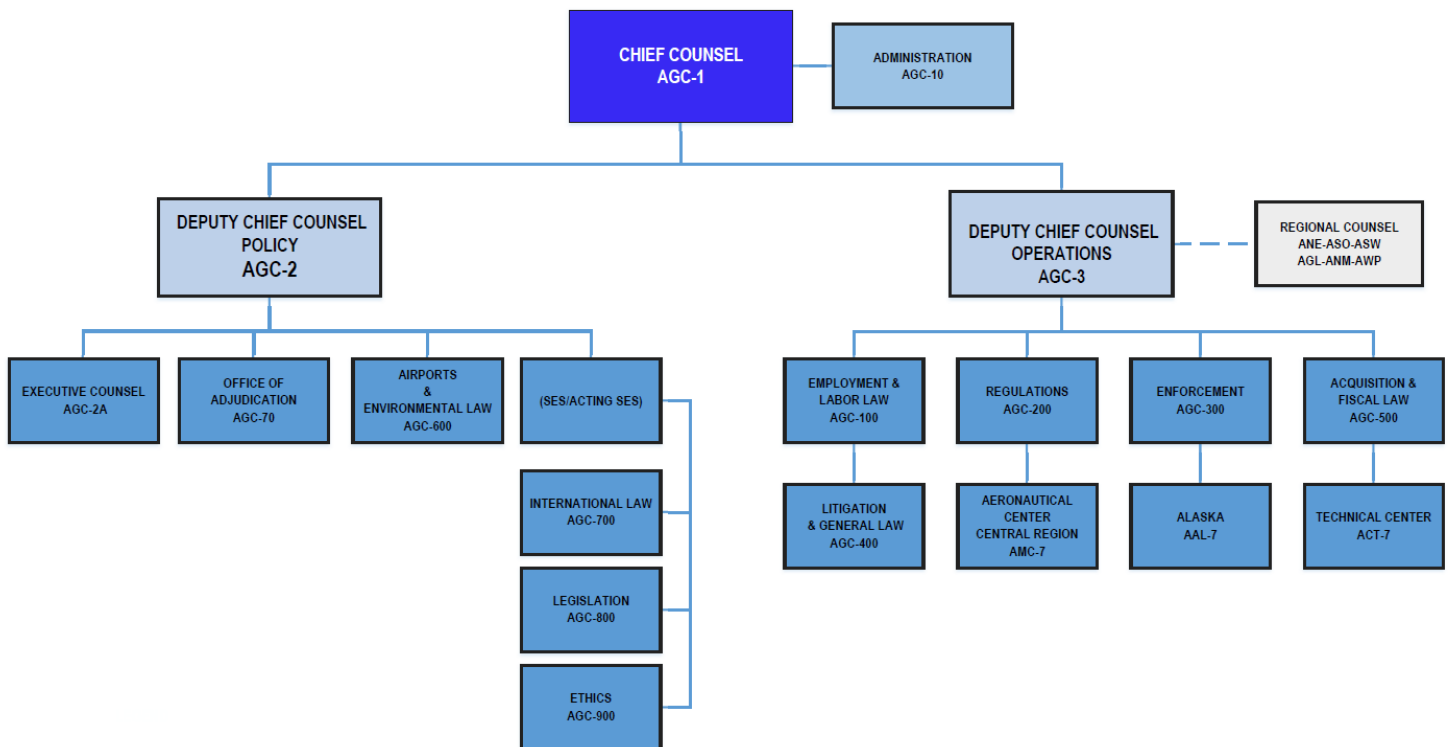 CHIEF COUNSEL
AGC-1
ADMINISTRATION
AGC-10
DEPUTY CHIEF COUNSEL
POLICY
AGC-2
DEPUTY CHIEF COUNSEL
OPERATIONS
AGC-3
REGIONAL COUNSEL
ANE-ASO-ASW
AGL-ANM-AWP
EXECUTIVE COUNSEL
AGC-2A
OFFICE OF
ADJUDICATION
AGC-70
AIRPORTS
&
ENVIRONMENTAL LAW
AGC-600
(SES/ACTING SES)
EMPLOYMENT &
LABOR LAW
AGC-100
REGULATIONS
AGC-200
ENFORCEMENT
AGC-300
ACQUISITION &
FISCAL LAW
AGC-500
INTERNATIONAL LAW
AGC-700
LITIGATION
& GENERAL LAW
AGC-400
AERONAUTICAL
CENTER
CENTRAL REGION
AMC-7
ALASKA
AAL-7
TECHNICAL CENTER
ACT-7
LEGISLATION
AGC-800
ETHICS
AGC-900